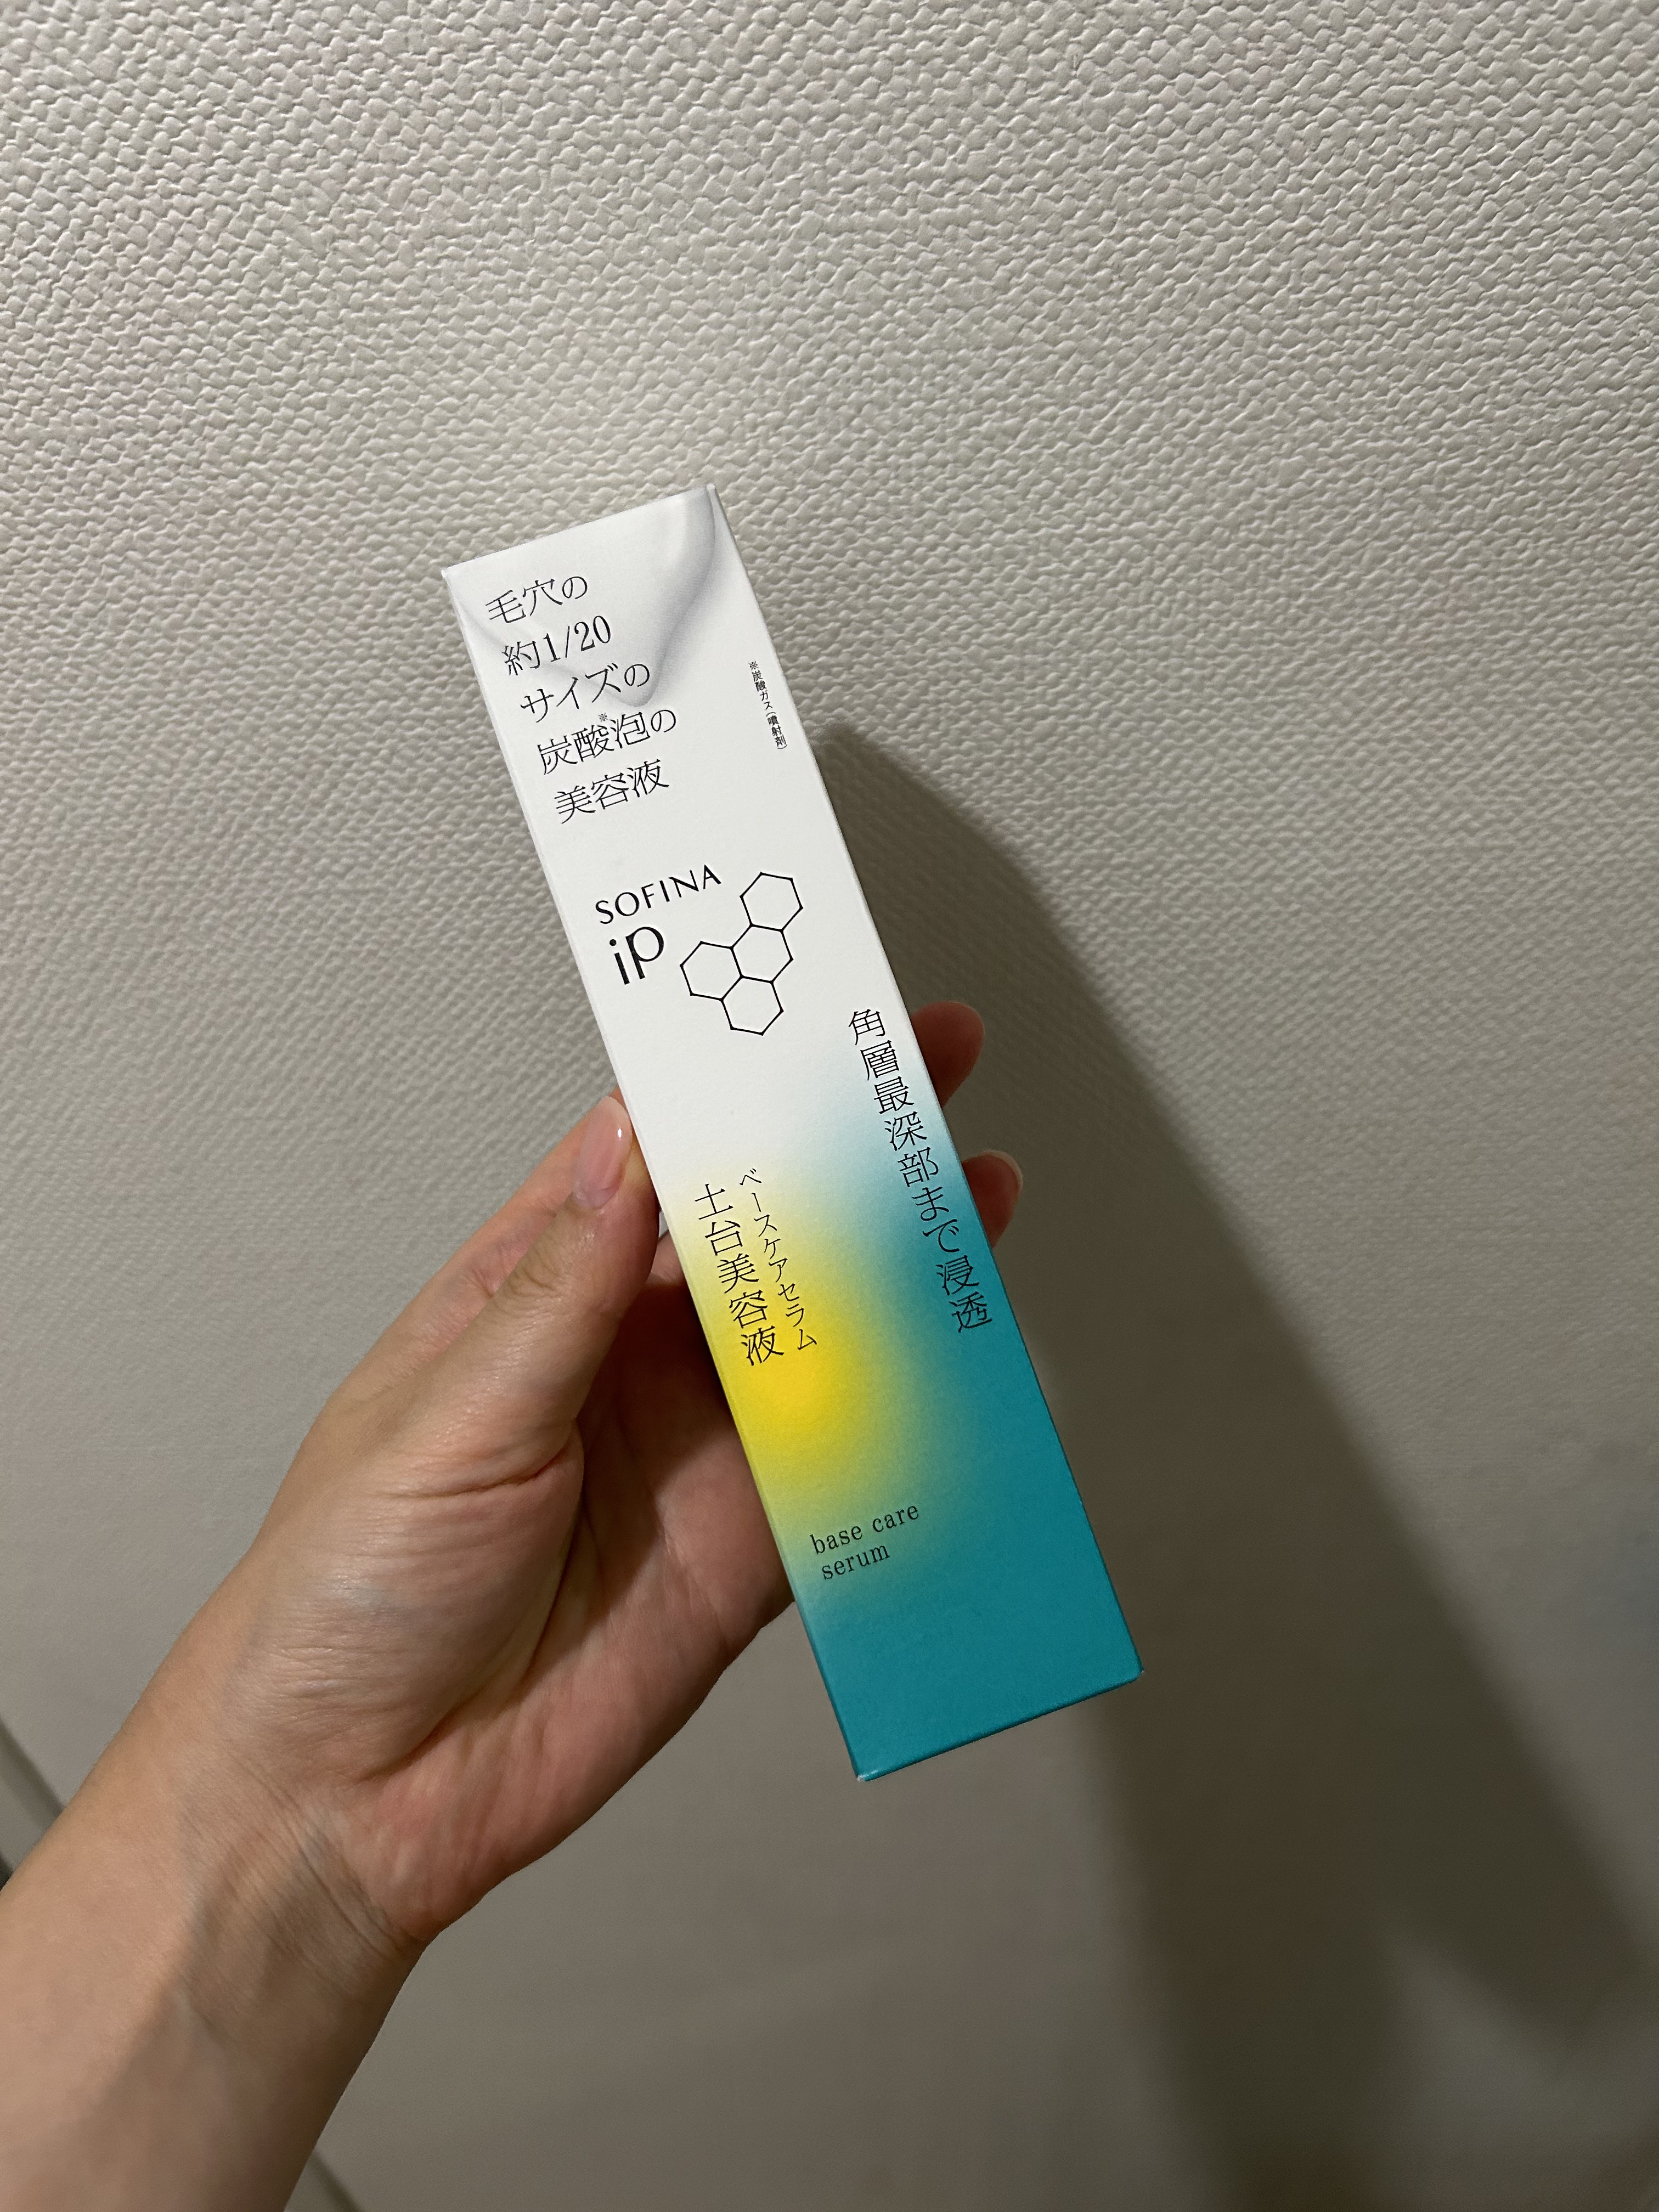 毛穴の
約1/20
サイズの
炭酸※泡の
美容液
※炭酸ガス(噴射剤)
SOFINA
iP
角層最深部まで浸透
ベースケアセラム
土台美容液
base care
serum